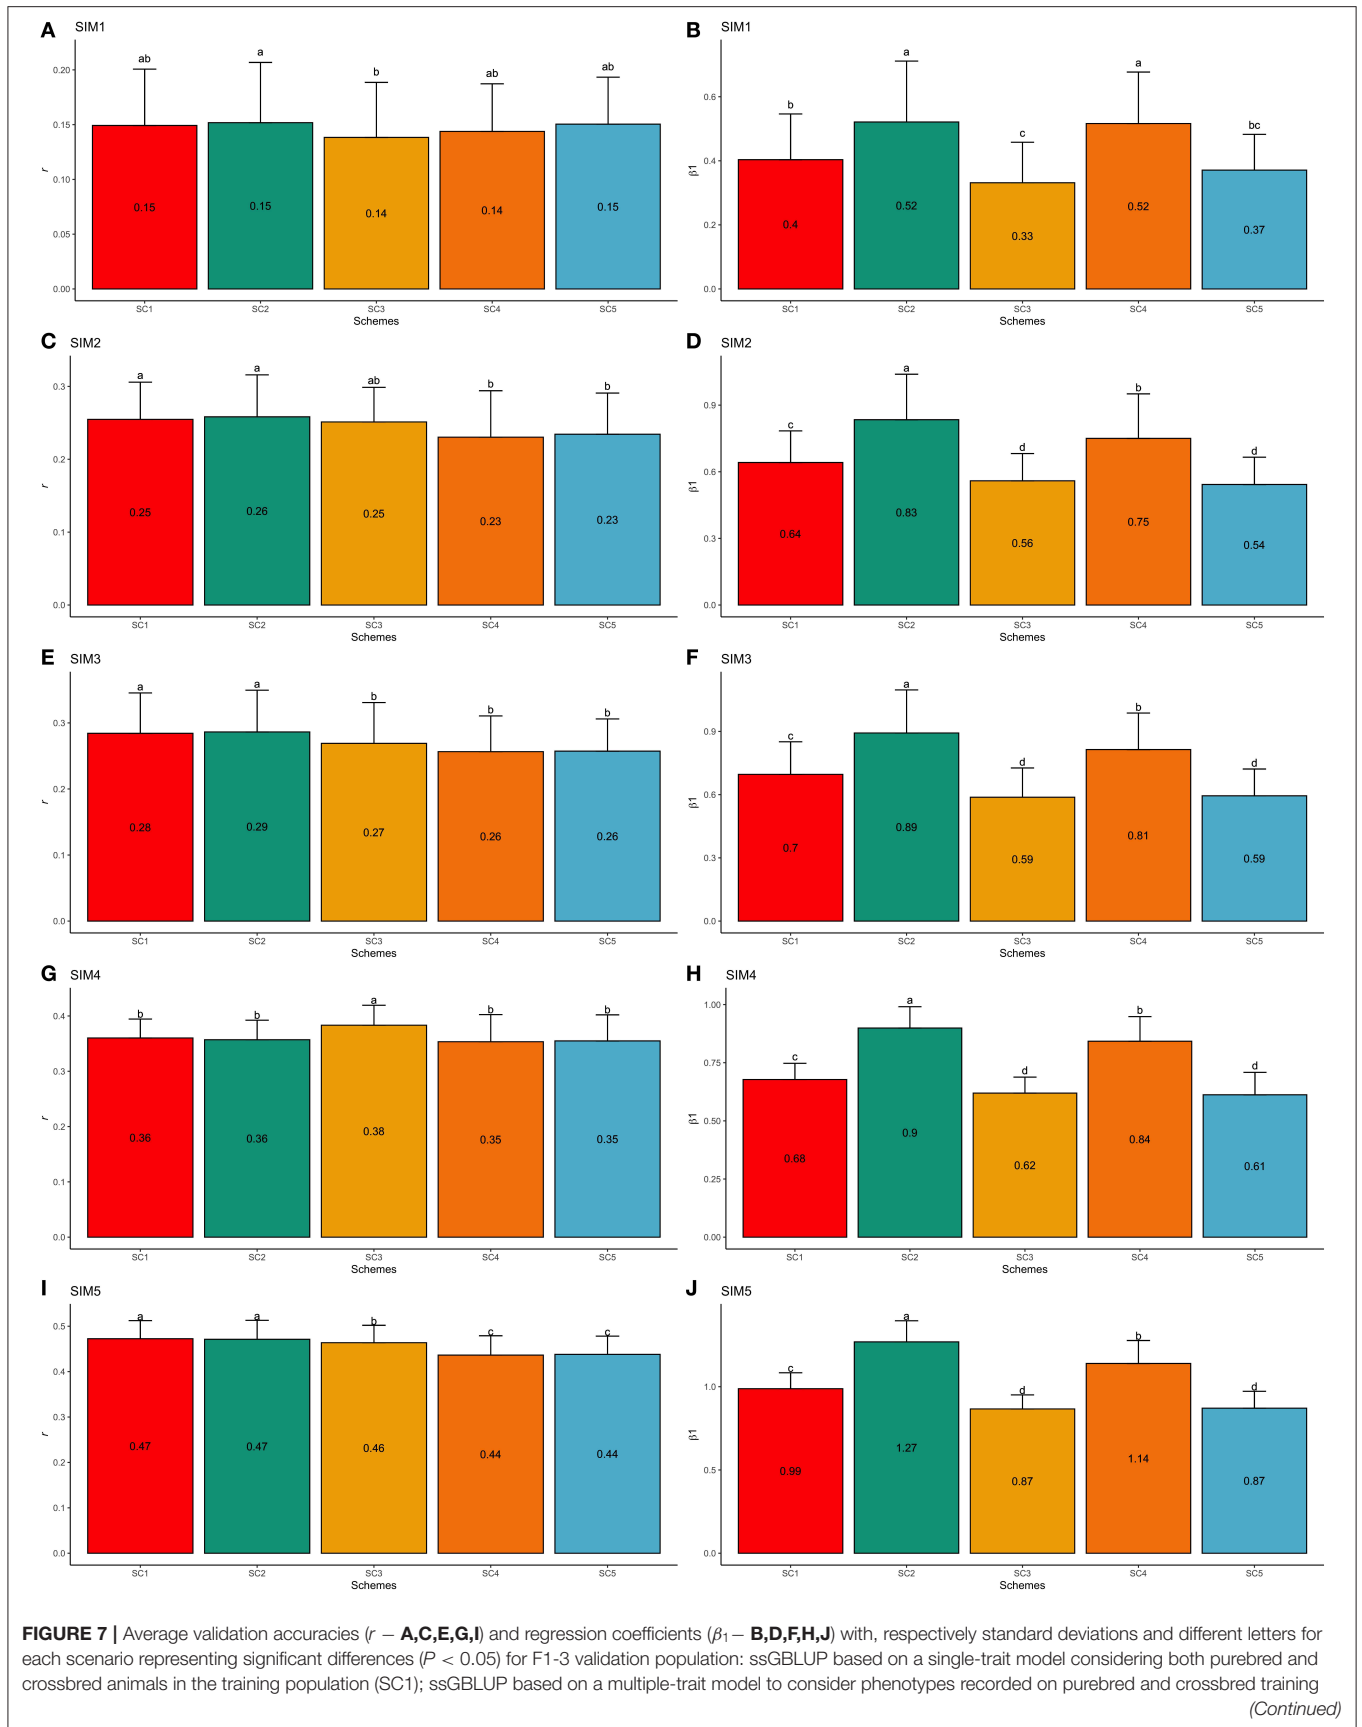 A SIM1
ab
a
b
ab
ab
0.20
0.15
0.10
0.05
0.00
r
0.15
0.15
0.14
0.14
0.15
SC1 SC2 SC3 SC4 SC5
Schemes
B SIM1
b
a
c
a
bc
0.6
0.4
0.2
0.0
β1
0.4
0.52
0.33
0.52
0.37
SC1 SC2 SC3 SC4 SC5
Schemes
C SIM2
a
a
ab
b
b
0.3
0.2
0.1
0.0
r
0.25
0.26
0.25
0.23
0.23
SC1 SC2 SC3 SC4 SC5
Schemes
D SIM2
c
a
d
b
d
0.9
0.6
0.3
0.0
β1
0.64
0.83
0.56
0.75
0.54
SC1 SC2 SC3 SC4 SC5
Schemes
E SIM3
a
a
b
b
b
0.3
0.2
0.1
0.0
r
0.28
0.29
0.27
0.26
0.26
SC1 SC2 SC3 SC4 SC5
Schemes
F SIM3
c
a
d
b
d
0.9
0.6
0.3
0.0
β1
0.7
0.89
0.59
0.81
0.59
SC1 SC2 SC3 SC4 SC5
Schemes
G SIM4
b
b
a
b
b
0.4
0.3
0.2
0.1
0.0
r
0.36
0.36
0.38
0.35
0.35
SC1 SC2 SC3 SC4 SC5
Schemes
H SIM4
c
a
d
b
d
1.00
0.75
0.50
0.25
0.00
β1
0.68
0.9
0.62
0.84
0.61
SC1 SC2 SC3 SC4 SC5
Schemes
I SIM5
a
a
b
c
c
0.5
0.4
0.3
0.2
0.1
0.0
r
0.47
0.47
0.46
0.44
0.44
SC1 SC2 SC3 SC4 SC5
Schemes
J SIM5
c
a
d
b
d
1.0
0.5
0.0
β1
0.99
1.27
0.87
1.14
0.87
SC1 SC2 SC3 SC4 SC5
Schemes
FIGURE 7 | Average validation accuracies (r − A,C,E,G,I) and regression coefficients (β1− B,D,F,H,J) with, respectively standard deviations and different letters for
each scenario representing significant differences (P < 0.05) for F1-3 validation population: ssGBLUP based on a single-trait model considering both purebred and
crossbred animals in the training population (SC1); ssGBLUP based on a multiple-trait model to consider phenotypes recorded on purebred and crossbred training
(Continued)